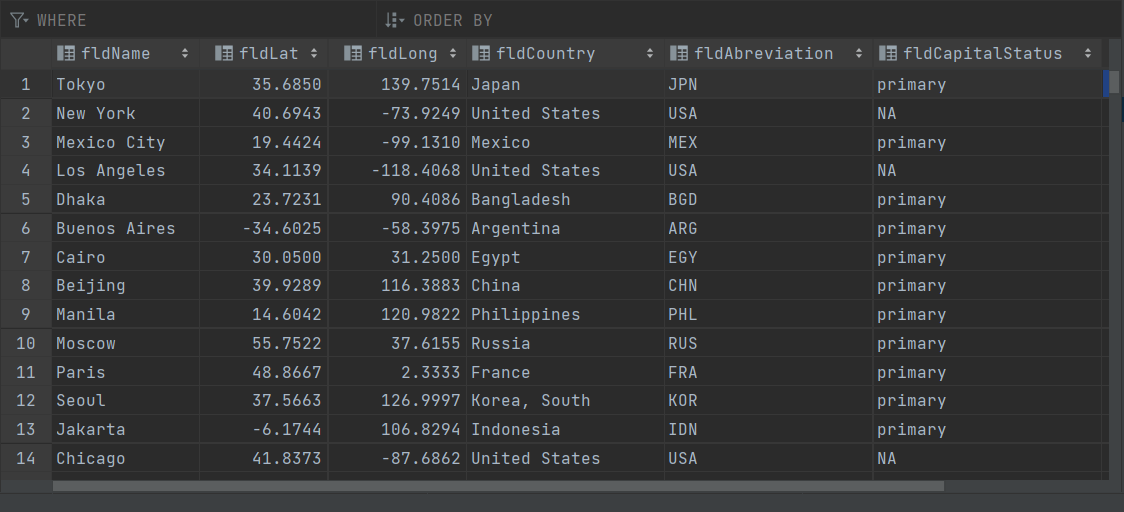 WHERE ORDER BY
fldName fldLat fldLong fldCountry fldAbreviation fldCapitalStatus
1 Tokyo 35.6850 139.7514 Japan JPN primary
2 New York 40.6943 -73.9249 United States USA NA
3 Mexico City 19.4424 -99.1310 Mexico MEX primary
4 Los Angeles 34.1139 -118.4068 United States USA NA
5 Dhaka 23.7231 90.4086 Bangladesh BGD primary
6 Buenos Aires -34.6025 -58.3975 Argentina ARG primary
7 Cairo 30.0500 31.2500 Egypt EGY primary
8 Beijing 39.9289 116.3883 China CHN primary
9 Manila 14.6042 120.9822 Philippines PHL primary
10 Moscow 55.7522 37.6155 Russia RUS primary
11 Paris 48.8667 2.3333 France FRA primary
12 Seoul 37.5663 126.9997 Korea, South KOR primary
13 Jakarta -6.1744 106.8294 Indonesia IDN primary
14 Chicago 41.8373 -87.6862 United States USA NA